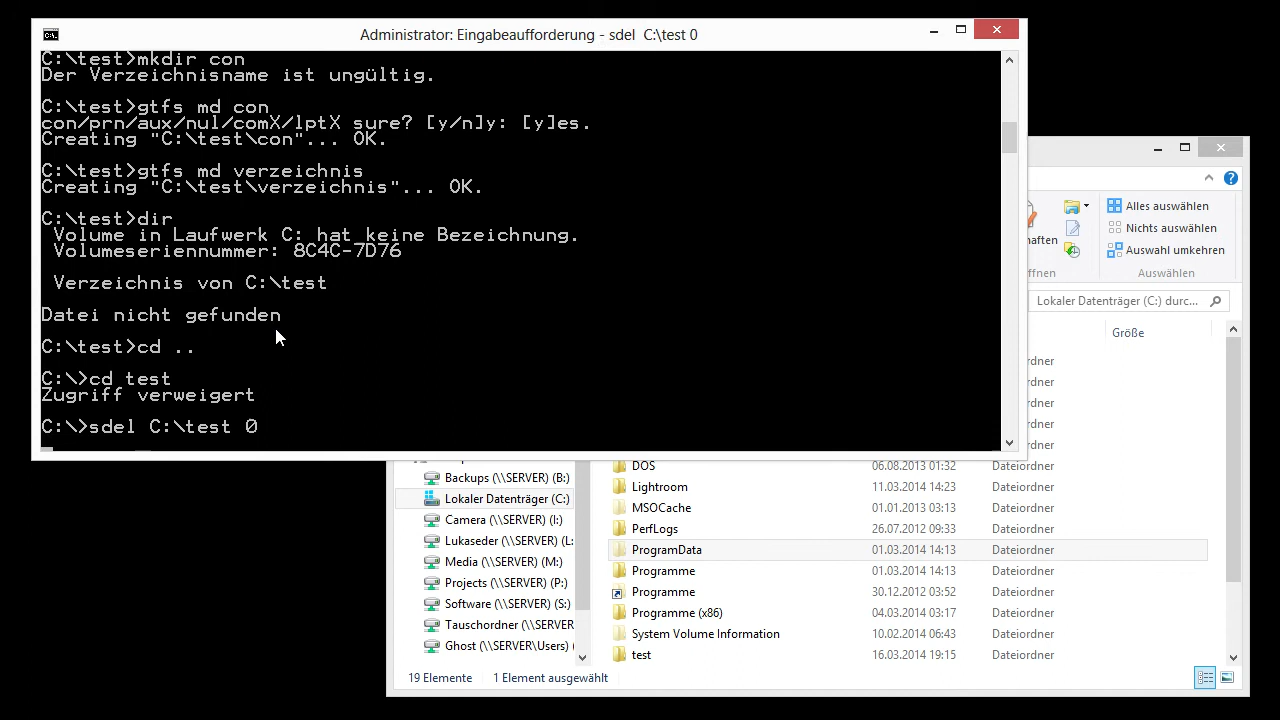 Administrator: Eingabeaufforderung - sdel  C:\test 0
C:\test>mkdir con
Der Verzeichnisname ist ungültig.
C:\test>gtfs md con
con/prn/aux/nul/comX/lptX sure? [y/n]y: [y]es.
Creating "C:\test\con"... OK.
C:\test>gtfs md verzeichnis
Creating "C:\test\verzeichnis"... OK.
C:\test>dir
Volume in Laufwerk C: hat keine Bezeichnung.
Volumeseriennummer: 8C4C-7D76
Verzeichnis von C:\test
Datei nicht gefunden
C:\test>cd ..
C:\>cd test
Zugriff verweigert
C:\>sdel C:\test 0
Alles auswählen
Nichts auswählen
Auswahl umkehren
haften
ffnen
Auswählen
Lokaler Datenträger (C:) durc...
Größe
ordner
ordner
ordner
ordner
ordner
Backups (\\SERVER) (B:)
Lokaler Datenträger (C:)
Camera (\\SERVER) (I:)
Lukaseder (\\SERVER) (L:
Media (\\SERVER) (M:)
Projects (\\SERVER) (P:)
Software (\\SERVER) (S:)
Tauschordner (\\SERVER
Ghost (\\SERVER\Users) (
DOS 06.08.2013 01:32 Dateiordner
Lightroom 11.03.2014 14:23 Dateiordner
MSOCache 01.01.2013 03:13 Dateiordner
PerfLogs 26.07.2012 09:33 Dateiordner
ProgramData 01.03.2014 14:13 Dateiordner
Programme 01.03.2014 14:13 Dateiordner
Programme 30.12.2012 03:52 Dateiordner
Programme (x86) 04.03.2014 03:17 Dateiordner
System Volume Information 10.02.2014 06:43 Dateiordner
test 16.03.2014 19:15 Dateiordner
19 Elemente 1 Element ausgewählt